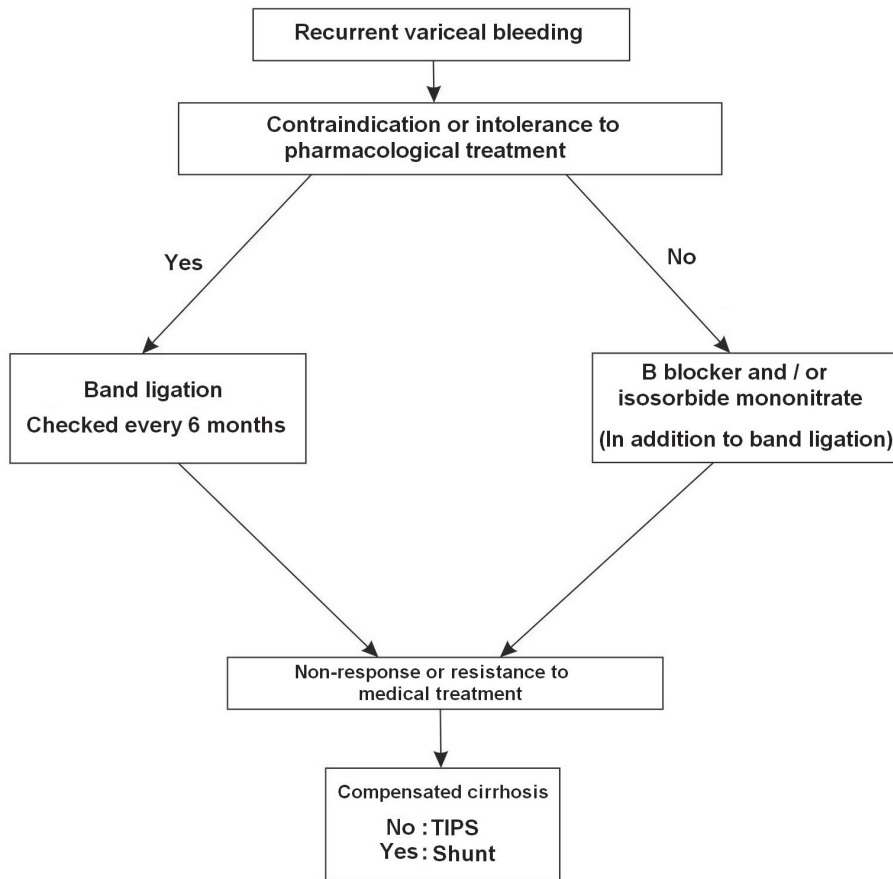 Recurrent variceal bleeding
Contraindication or intolerance to
pharmacological treatment
Yes
No
Band ligation
Checked every 6 months
B blocker and / or
isosorbide mononitrate
(In addition to band ligation)
Non-response or resistance to
medical treatment
Compensated cirrhosis
No : TIPS
Yes: Shunt